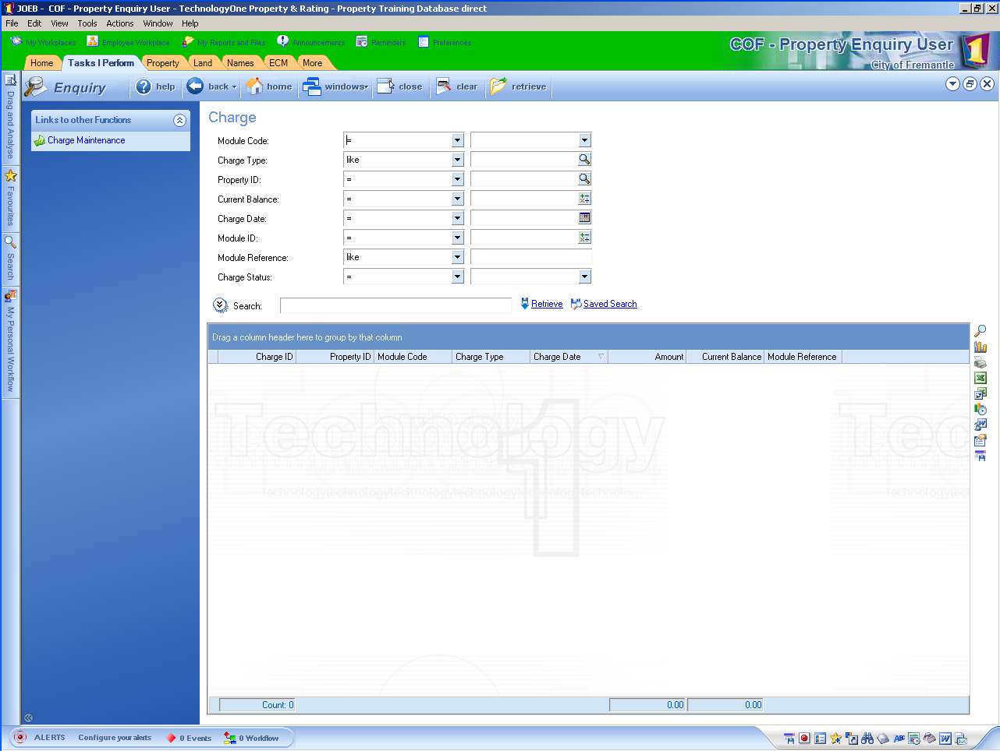 JOEB - COF - Property Enquiry User - TechnologyOne Property & Rating - Property Training Database direct
File Edit View Tools Actions Window Help
My Workplaces Employee Workplace My Reports and Files Announcements Reminders Preferences
COF - Property Enquiry User
City of Fremantle
Home Tasks I Perform Property Land Names ECM More
Enquiry help back home windows close clear retrieve
Drag and Analyse
Favourites
Search
My Personal Workflow
Links to other Functions
Charge Maintenance
Charge
Module Code: =
Charge Type: like
Property ID: =
Current Balance: =
Charge Date: =
Module ID: =
Module Reference: like
Charge Status: =
Search: Retrieve Saved Search
Drag a column header here to group by that column
Charge ID Property ID Module Code Charge Type Charge Date Amount Current Balance Module Reference
Technology 1
technologytechnologytechnologytechnologytechnology
Count: 0 0.00 0.00
ALERTS Configure your alerts 0 Events 0 Workflow